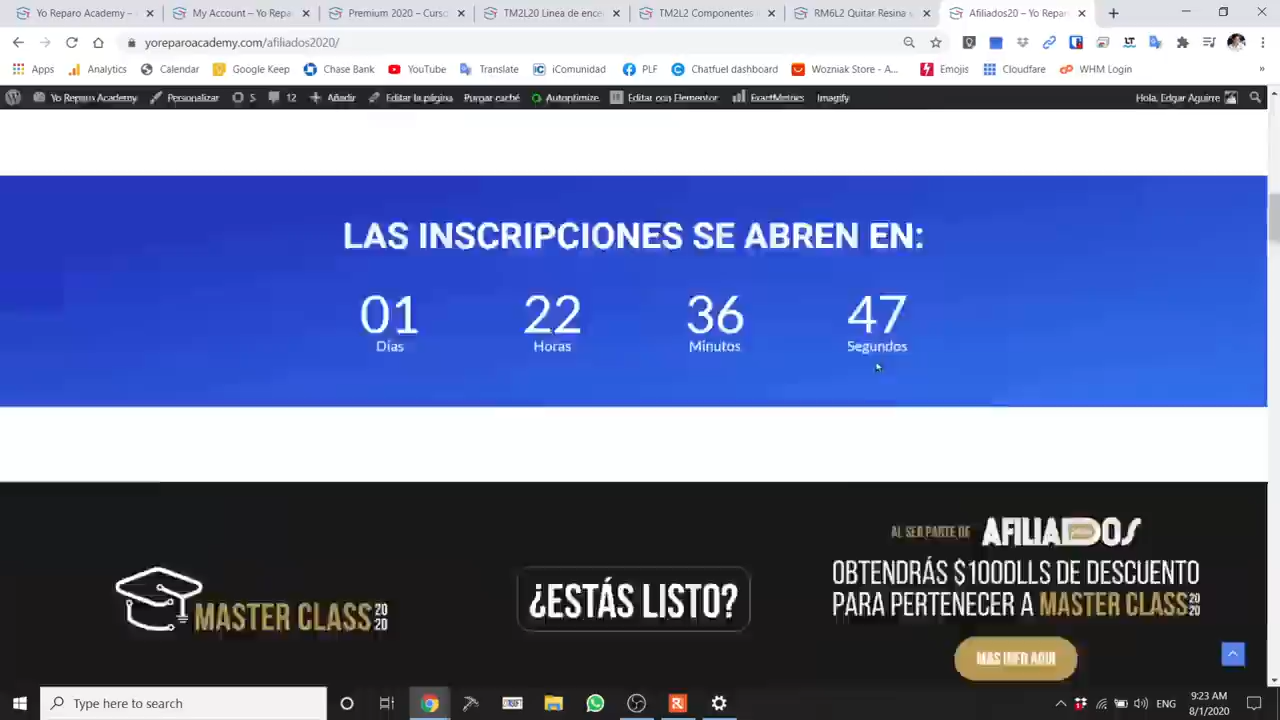 Yo Reparo Academy –
My Account – Yo Repa
Premium 2020 – Curso
TM2L20 Linea de ence
TM2L2 Componentes
RM6L2 Quitar Resina
Afiliados20 – Yo Repar
yoreparoacademy.com/afiliados2020/
Apps
Analytics
Calendar
Google Keep
Chase Bank
YouTube
Translate
iComunidad
PLF
Chatfuel dashboard
Wozniak Store - A...
Emojis
Cloudfare
WHM Login
»
Yo Reparo Academy
Personalizar
5
12
Añadir
Editar la página
Purgar caché
Autoptimize
Editar con Elementor
ExactMetrics
Imagify
Hola, Edgar Aguirre
LAS INSCRIPCIONES SE ABREN EN:
01 22 36 47
Días Horas Minutos Segundos
MASTER CLASS 20 20
¿ESTÁS LISTO?
AL SER PARTE DE AFILIADOS
OBTENDRÁS $100DLLS DE DESCUENTO
PARA PERTENECER A MASTER CLASS 20 20
MAS INFO AQUI
Type here to search
ENG
9:23 AM
8/1/2020